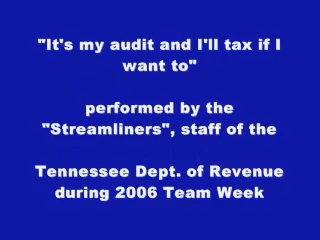 "It's my audit and I'll tax if I
want to"
performed by the
"Streamliners", staff of the
Tennessee Dept. of Revenue
during 2006 Team Week